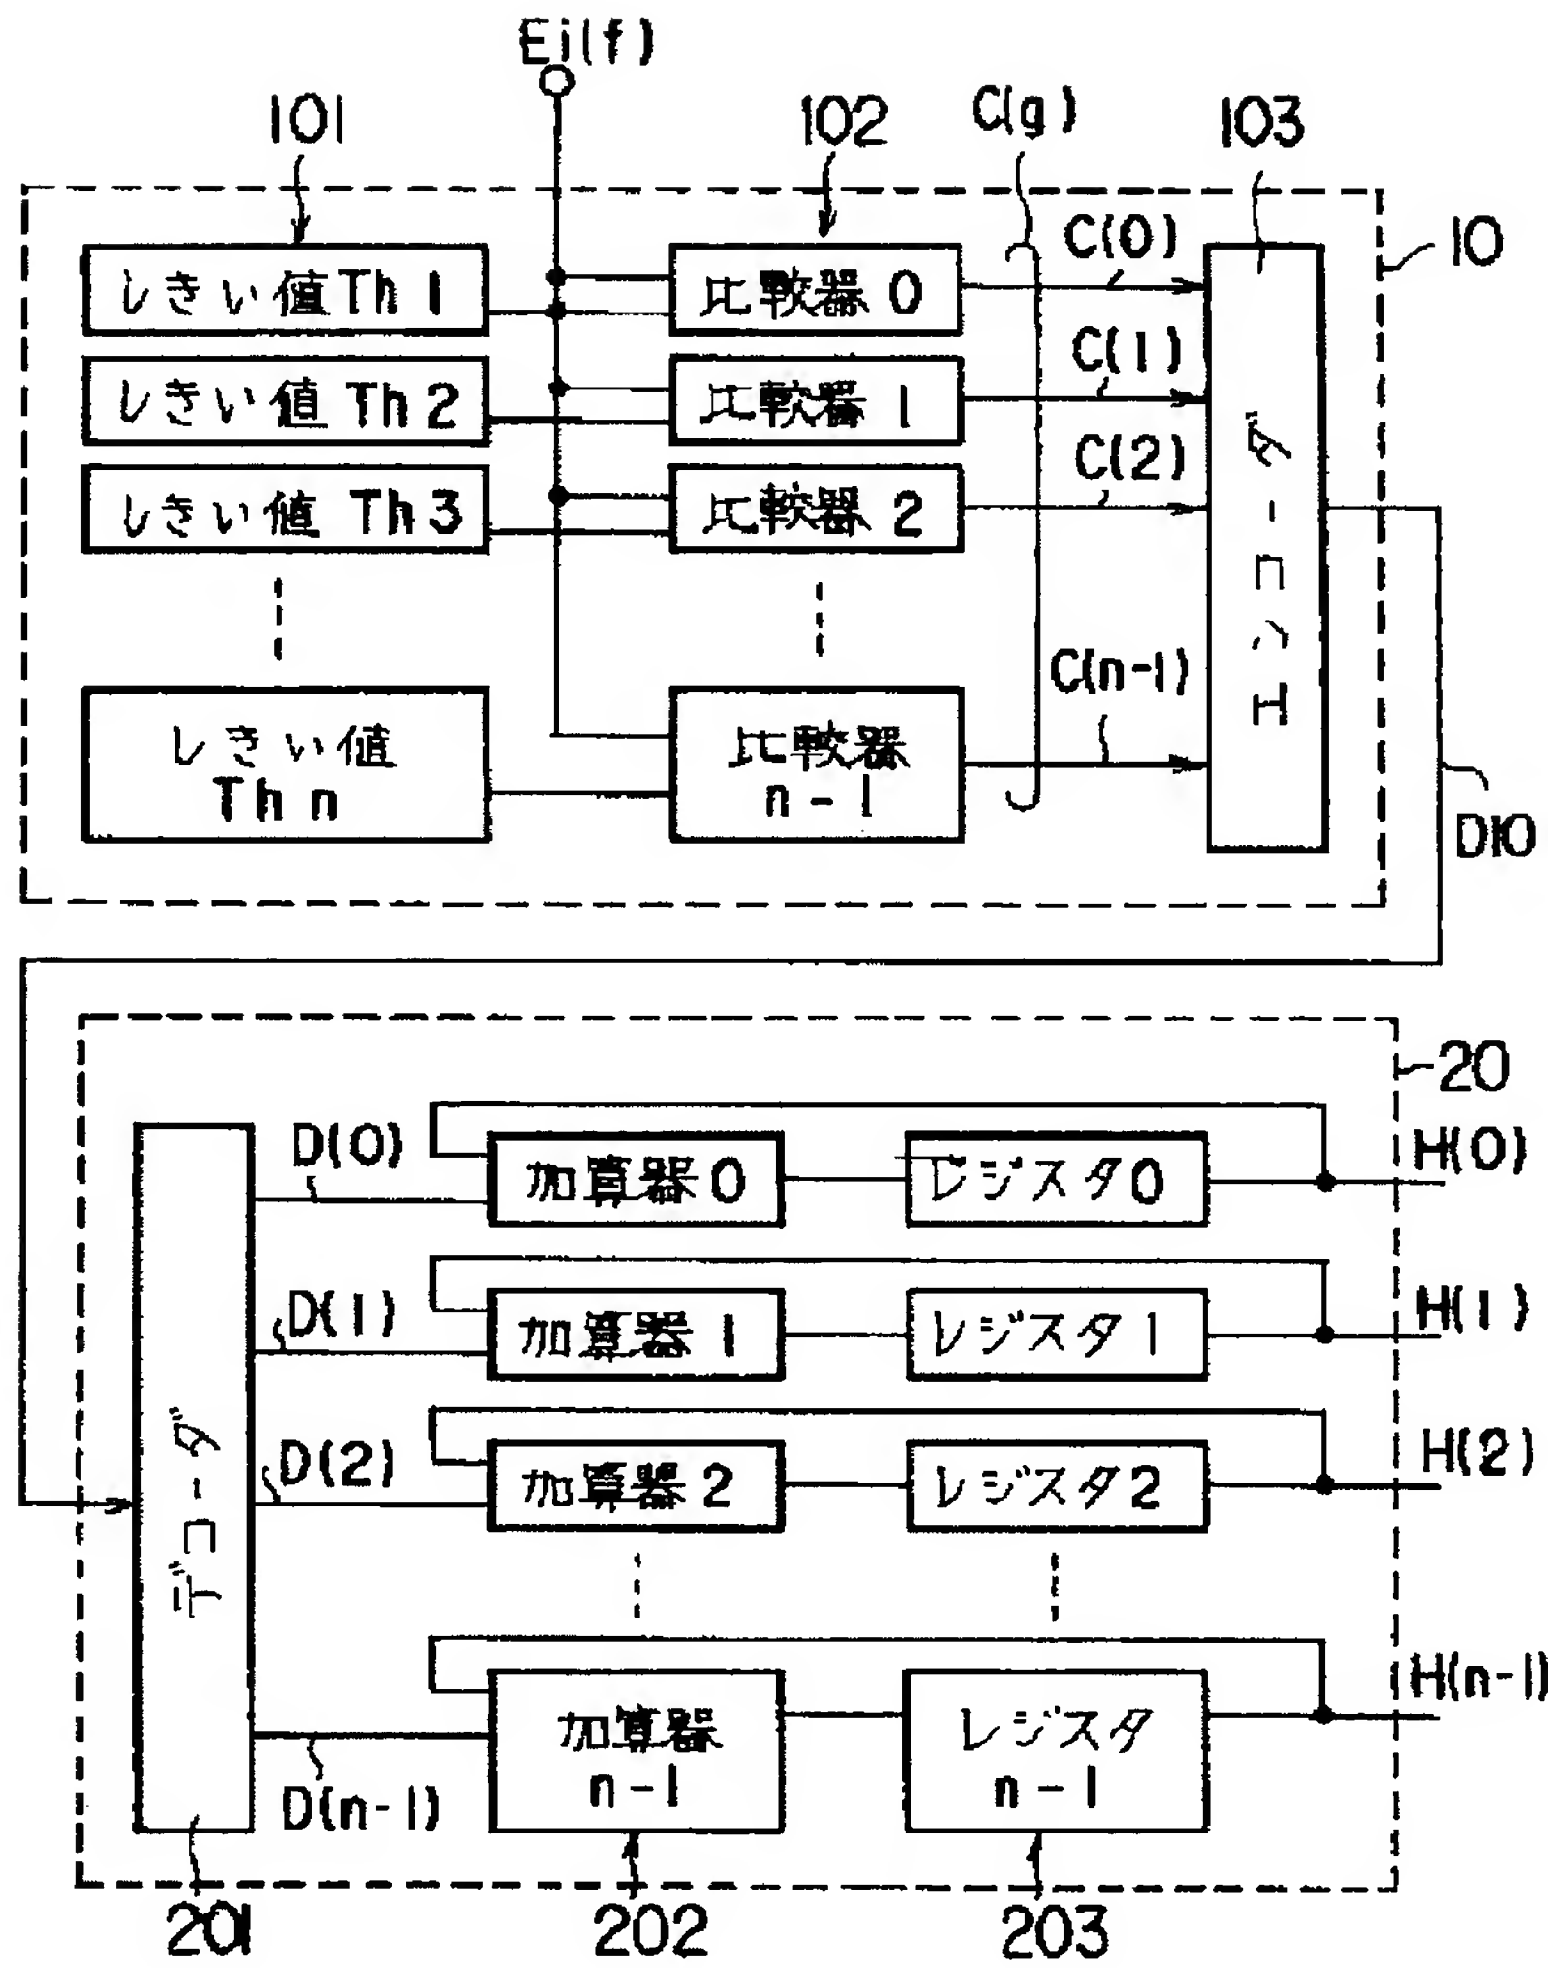 Ei(f)
101
102
C(g)
103
10
しきい値 Th 1
比較器 0
C(0)
しきい値 Th 2
比較器 1
C(1)
しきい値 Th 3
比較器 2
C(2)
しきい値
Th n
比較器
n-1
C(n-1)
エンコーダ
D10
20
デコーダ
D(0)
加算器 0
レジスタ 0
H(0)
D(1)
加算器 1
レジスタ 1
H(1)
D(2)
加算器 2
レジスタ 2
H(2)
D(n-1)
加算器
n-1
レジスタ
n-1
H(n-1)
201
202
203